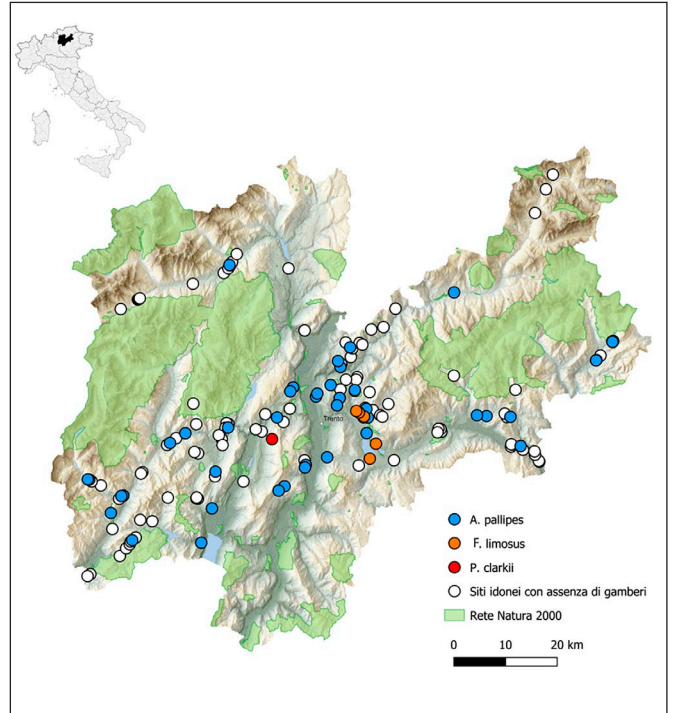 Trento
A. pallipes
F. limosus
P. clarkii
Siti idonei con assenza di gamberi
Rete Natura 2000
0 10 20 km